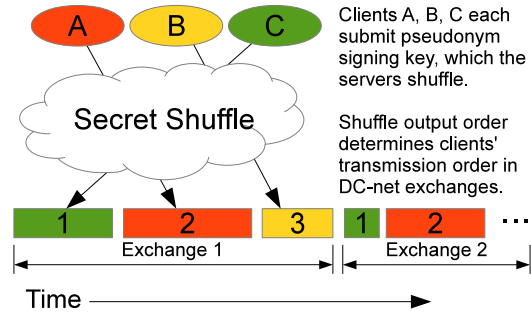 A
B
C
Clients A, B, C each
submit pseudonym
signing key, which the
servers shuffle.
Secret Shuffle
Shuffle output order
determines clients'
transmission order in
DC-net exchanges.
1
2
3
1
2
...
Exchange 1
Exchange 2
Time